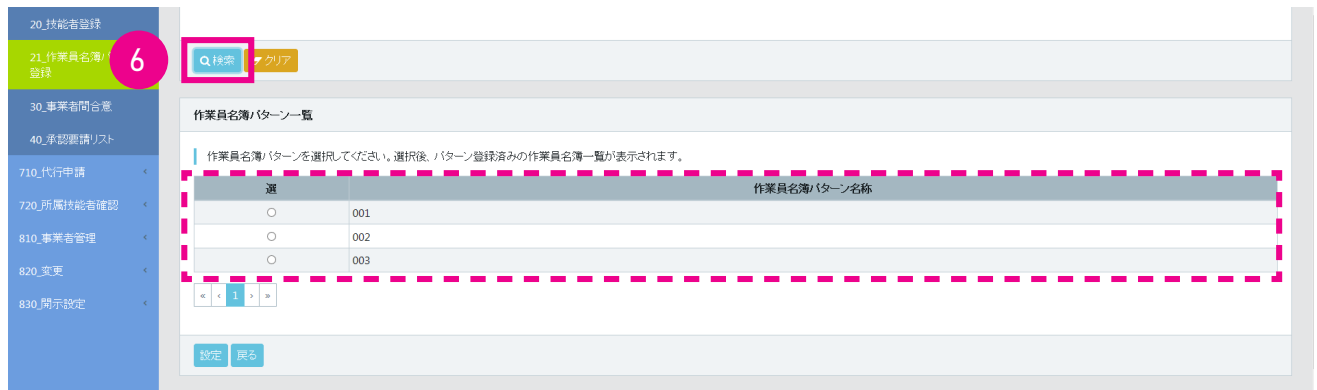 20_技能者登録
21_作業員名簿パ
登録
6
30_事業者間合意
40_承認要請リスト
710_代行申請
720_所属技能者確認
810_事業者管理
820_変更
830_開示設定
検索 クリア
作業員名簿パターン一覧
作業員名簿パターンを選択してください。選択後、パターン登録済みの作業員名簿一覧が表示されます。
選 作業員名簿パターン名称
001
002
003
« ‹ 1 › »
設定 戻る